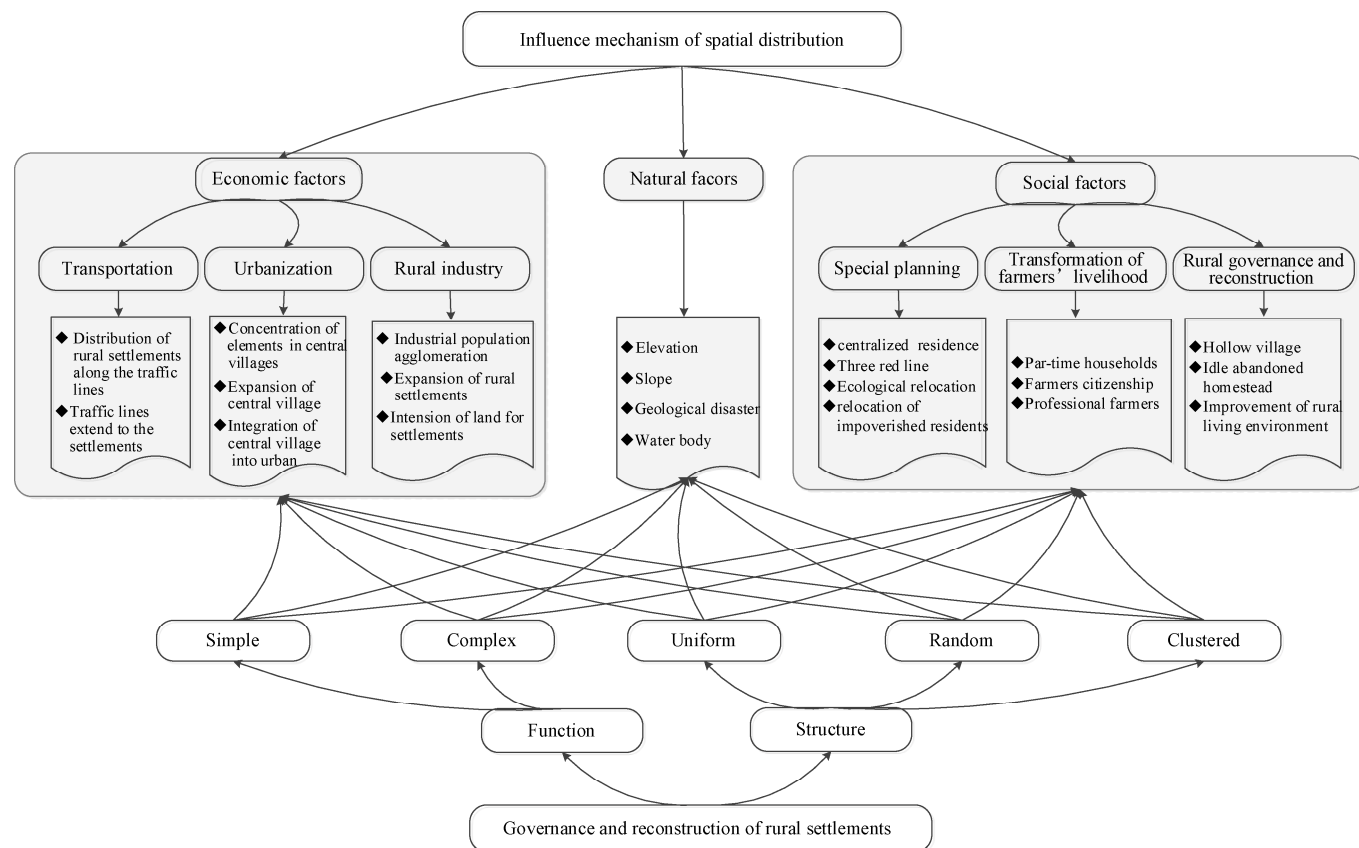 Influence mechanism of spatial distribution
Economic factors
Natural facors
Social factors
Transportation
Urbanization
Rural industry
Special planning
Transformation of
farmers’ livelihood
Rural governance and
reconstruction
◆Distribution of
rural settlements
along the traffic
lines
◆Traffic lines
extend to the
settlements
◆Concentration of
elements in central
villages
◆Expansion of
central village
◆Integration of
central village
into urban
◆Industrial population
agglomeration
◆Expansion of rural
settlements
◆Intension of land for
settlements
◆Elevation
◆Slope
◆Geological disaster
◆Water body
◆centralized residence
◆Three red line
◆Ecological relocation
◆relocation of
impoverished residents
◆Par-time households
◆Farmers citizenship
◆Professional farmers
◆Hollow village
◆Idle abandoned
homestead
◆Improvement of rural
living environment
Simple
Complex
Uniform
Random
Clustered
Function
Structure
Governance and reconstruction of rural settlements